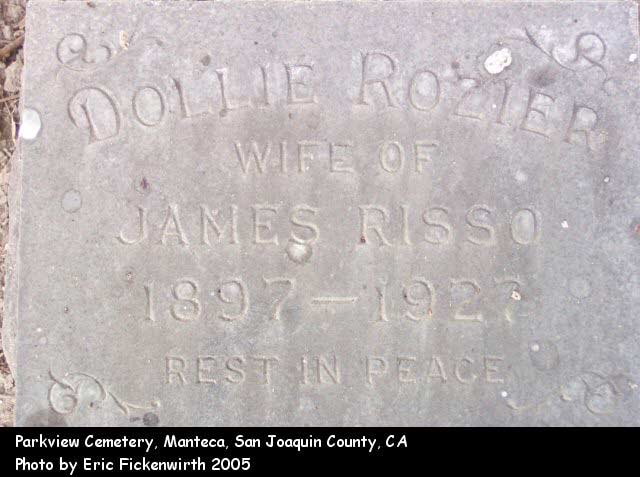 DOLLIE ROZIER
WIFE OF
JAMES RISSO
1897–1927
REST IN PEACE
Parkview Cemetery, Manteca, San Joaquin County, CA
Photo by Eric Fickenwirth 2005